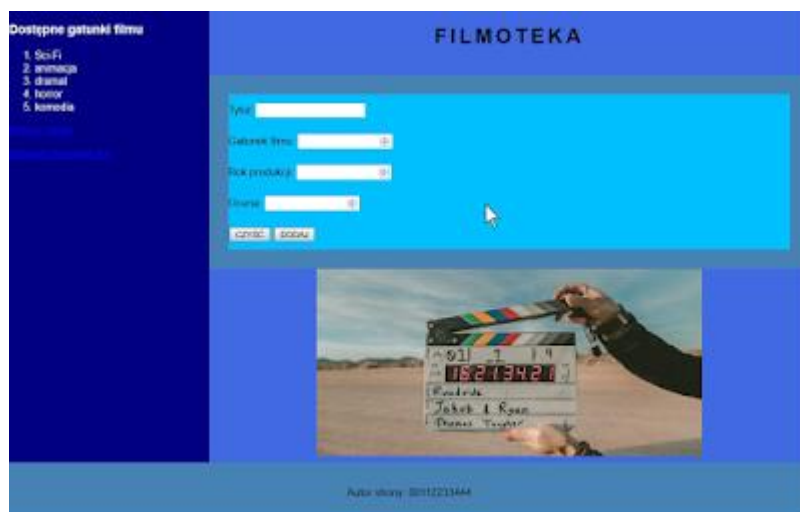 Dostępne gatunki filmu
1. Sci-Fi
2. animacja
3. dramat
4. horror
5. komedia
FILMOTEKA
Tytuł:
Gatunek filmu:
Rok produkcji:
Ocena:
CZYŚĆ DODAJ
Autor strony: